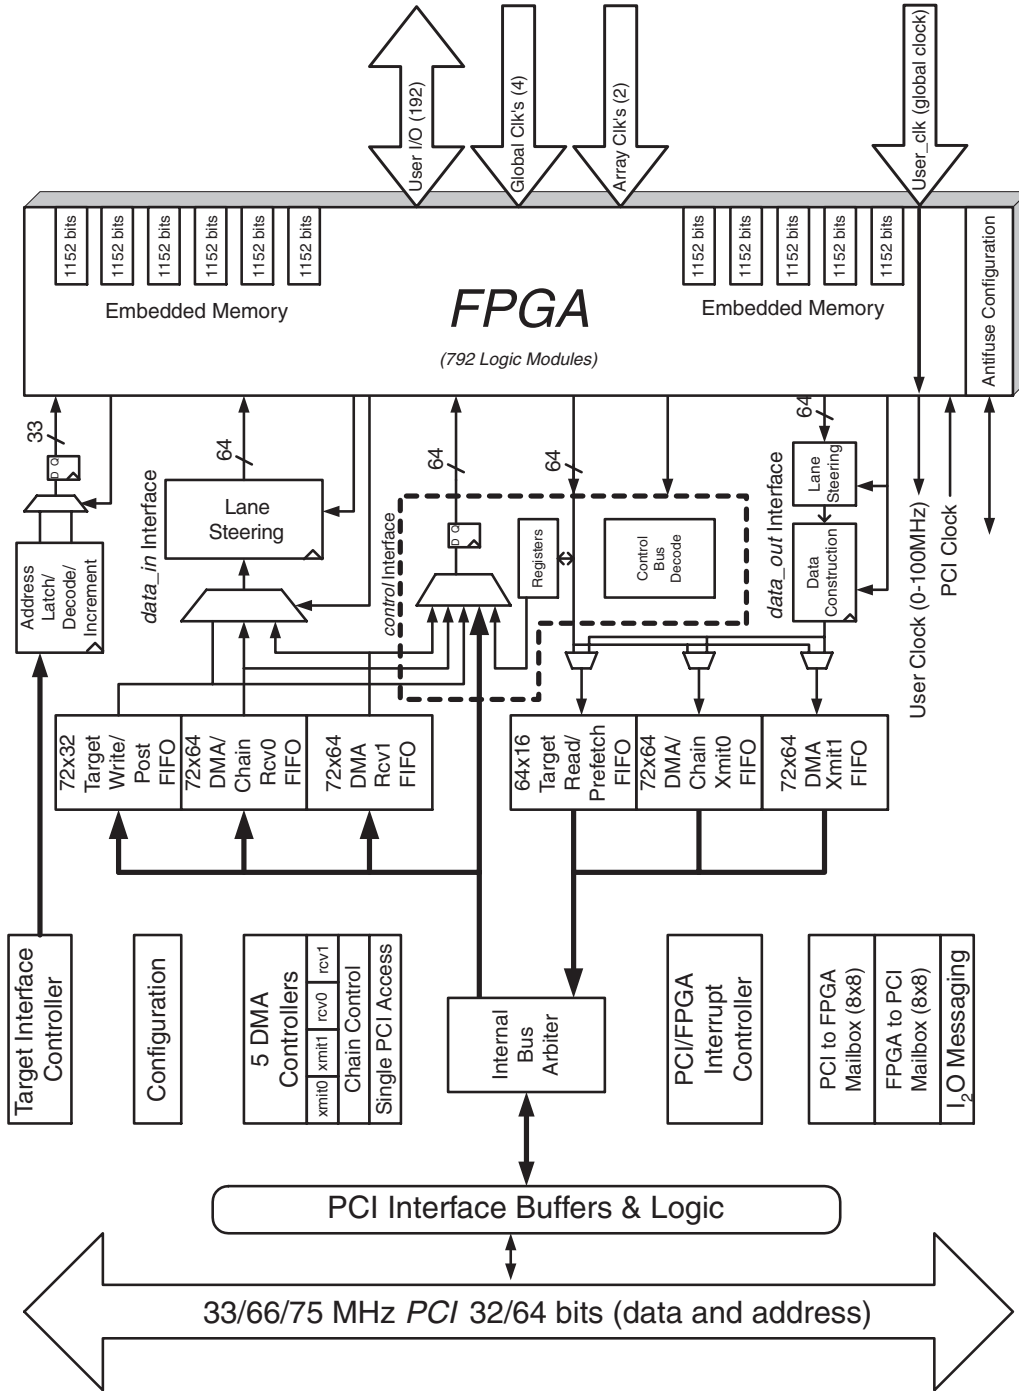 User I/O (192)
Global Clk's (4)
Array Clk's (2)
User_clk (global clock)
1152 bits
1152 bits
1152 bits
1152 bits
1152 bits
1152 bits
Embedded Memory
FPGA
(792 Logic Modules)
1152 bits
1152 bits
1152 bits
1152 bits
1152 bits
Embedded Memory
Antifuse Configuration
33
D Q
Address
Latch/
Decode/
Increment
data_in Interface
64
Lane
Steering
control Interface
64
D Q
Registers
64
Control
Bus
Decode
data_out Interface
64
Lane
Steering
Data
Construction
User Clock (0-100MHz)
PCI Clock
72x32
Target
Write/
Post
FIFO
72x64
DMA/
Chain
Rcv0
FIFO
72x64
DMA
Rcv1
FIFO
64x16
Target
Read/
Prefetch
FIFO
72x64
DMA/
Chain
Xmit0
FIFO
72x64
DMA
Xmit1
FIFO
Target Interface
Controller
Configuration
5 DMA
Controllers
xmit0 xmit1 rcv0 rcv1
Chain Control
Single PCI Access
Internal
Bus
Arbiter
PCI/FPGA
Interrupt
Controller
PCI to FPGA
Mailbox (8x8)
FPGA to PCI
Mailbox (8x8)
I2O Messaging
PCI Interface Buffers & Logic
33/66/75 MHz PCI 32/64 bits (data and address)